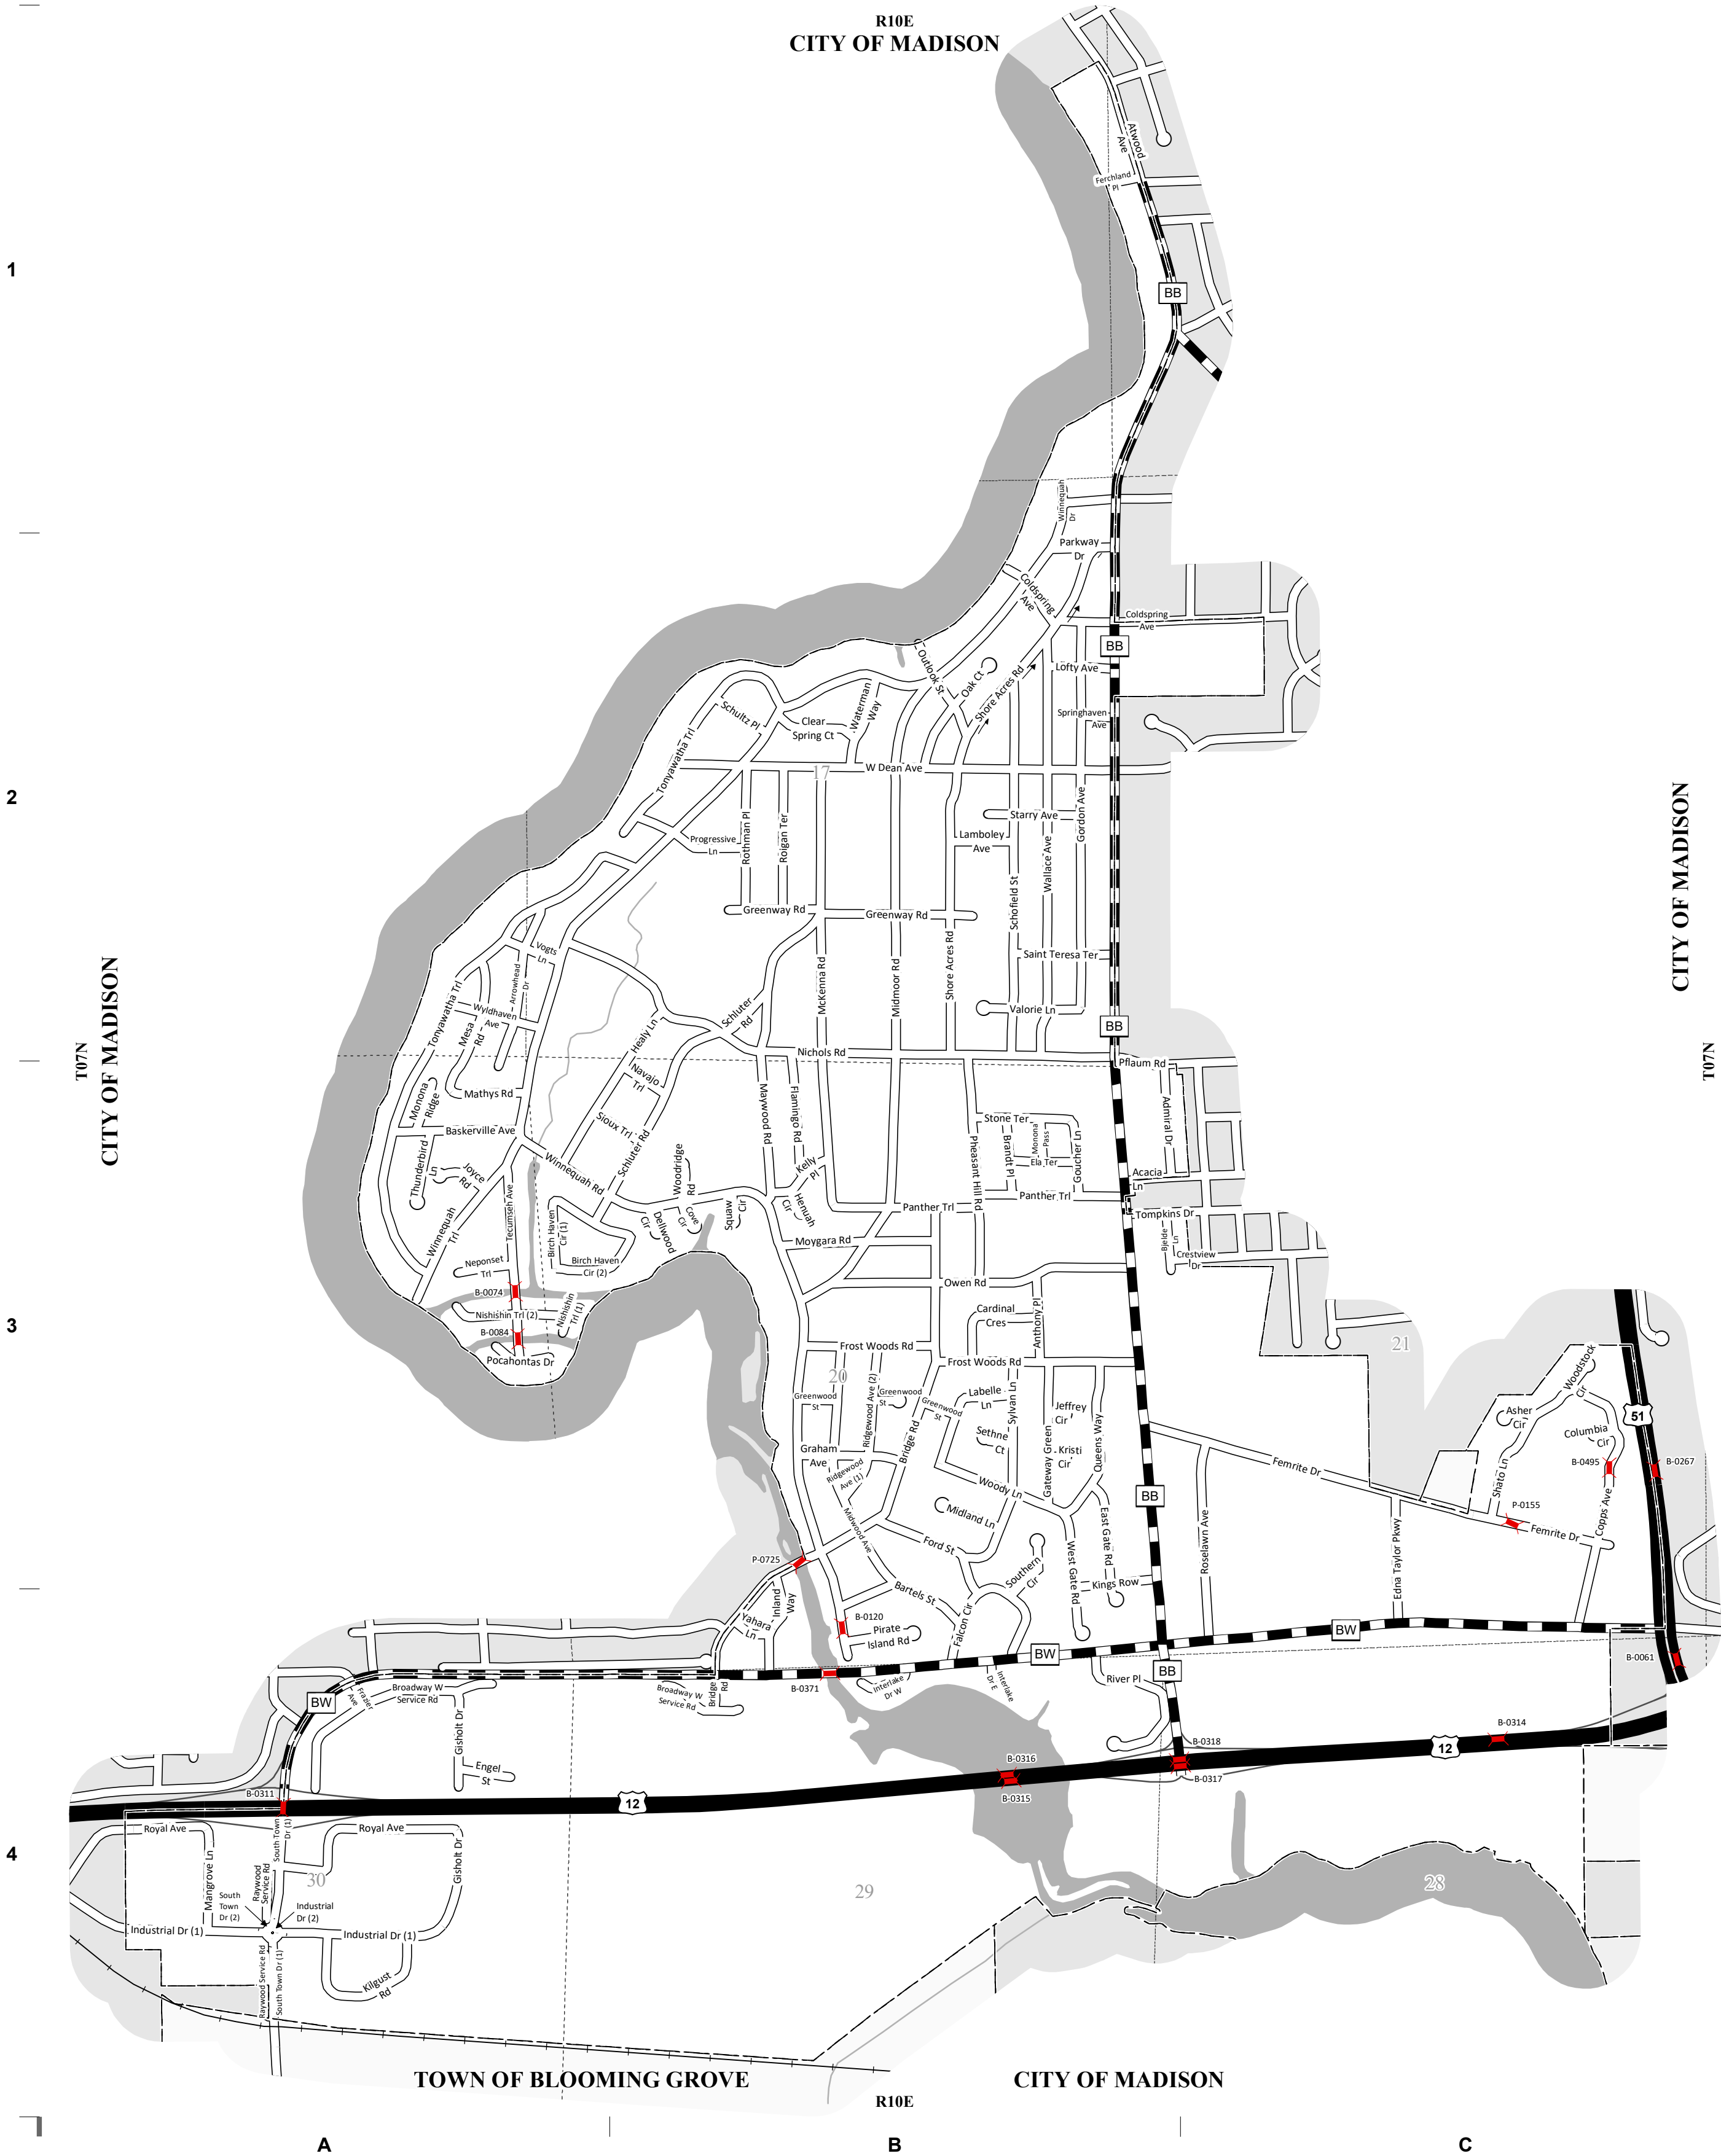 R10E
CITY OF MADISON
Atwood
Ave
Ferchland
Pl
1
BB
Winnequah
Dr
Parkway
Dr
Coldspring
Ave
Coldspring
Ave
BB
Outlook St
Oak Ct
Lofty Ave
Shore Acres Rd
Waterman
Way
Schultz Pl
Clear
Spring Ct
Springhaven
Ave
Tonyawatha Trl
17
W Dean Ave
2
CITY OF MADISON
Starry Ave
Gordon Ave
Lamboley
Ave
Progressive
Ln
Rothman Pl
Roigan Ter
Wallace Ave
Schofield St
Greenway Rd
Greenway Rd
Shore Acres Rd
Saint Teresa Ter
Vogts
Ln
Arrowhead
Dr
McKenna Rd
Midmoor Rd
Tonyawatha Trl
Wyldhaven
Ave
Mesa
Rd
Schluter
Rd
Valorie Ln
Healy Ln
BB
Nichols Rd
Pflaum Rd
T07N
CITY OF MADISON
T07N
Navajo
Trl
Monona
Ridge
Mathys Rd
Maywood Rd
Flamingo Rd
Admiral Dr
Stone Ter
Sioux Trl
Baskerville Ave
Schluter Rd
Brandt Pl
Monona
Pass
Goucher Ln
Pheasant Hill Rd
Ela Ter
Thunderbird
Ln
Joyce
Rd
Winnequah Rd
Woodridge
Rd
Kelly
Pl
Acacia
Ln
Panther Trl
Panther Trl
Tecumseh Ave
Henuah
Cir
Squaw
Cir
Cove
Cir
Dellwood
Cir
Tompkins Dr
Bjelde
Ln
Crestview
Dr
Winnequah
Trl
Birch Haven
Cir (1)
Birch Haven
Cir (2)
Moygara Rd
Neponset
Trl
Owen Rd
B-0074
Nishishin
Trl (1)
Nishishin Trl (2)
Cardinal
Cres
Anthony Pl
3
B-0084
Pocahontas Dr
Frost Woods Rd
Frost Woods Rd
21
20
Woodstock
Cir
Greenwood
St
Ridgewood Ave (2)
Greenwood
St
Greenwood
St
Labelle
Ln
Sylvan Ln
Jeffrey
Cir
Asher
Cir
51
Columbia
Cir
Sethne
Ct
Graham
Ave
Bridge Rd
Kristi
Cir
Queens Way
Gateway Green
Femrite Dr
Shato Ln
B-0495
B-0267
Ridgewood
Ave (1)
Woody Ln
BB
P-0155
Femrite Dr
Copps Ave
Midland Ln
Midwood Ave
East Gate Rd
Roselawn Ave
Edna Taylor Pkwy
Ford St
West Gate Rd
P-0725
Southern
Cir
Kings Row
Inland
Way
Bartels St
Yahara
Ln
B-0120
Falcon Cir
Pirate
Island Rd
BW
BW
B-0061
Bridge
Rd
B-0371
Interlake
Dr W
Interlake
Dr E
River Pl
BB
BW
Frazier
Ave
Broadway W
Service Rd
Broadway W
Service Rd
Gisholt Dr
Engel
St
B-0314
B-0318
12
B-0316
B-0317
B-0315
B-0311
12
Royal Ave
South Town
Dr (1)
Royal Ave
4
Gisholt Dr
Mangrove Ln
Raywood
Service Rd
30
29
28
South
Town
Dr (2)
Industrial
Dr (2)
Industrial Dr (1)
Industrial Dr (1)
Raywood Service Rd
South Town Dr (1)
Kilgust
Rd
TOWN OF BLOOMING GROVE
CITY OF MADISON
R10E
A
B
C